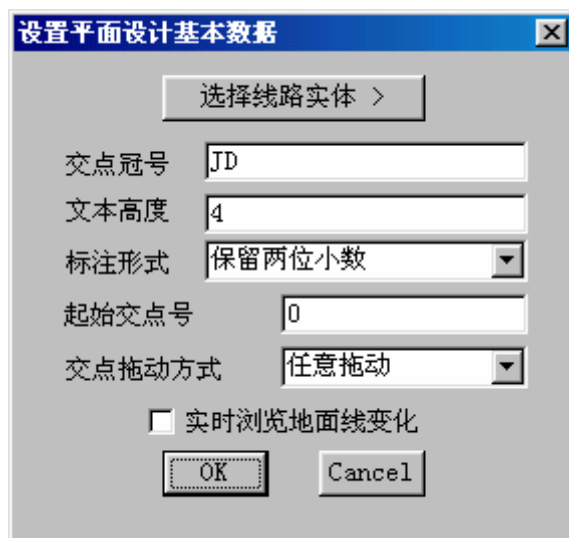 设置平面设计基本数据
选择线路实体 >
交点冠号 JD
文本高度 4
标注形式 保留两位小数
起始交点号 0
交点拖动方式 任意拖动
实时浏览地面线变化
OK Cancel